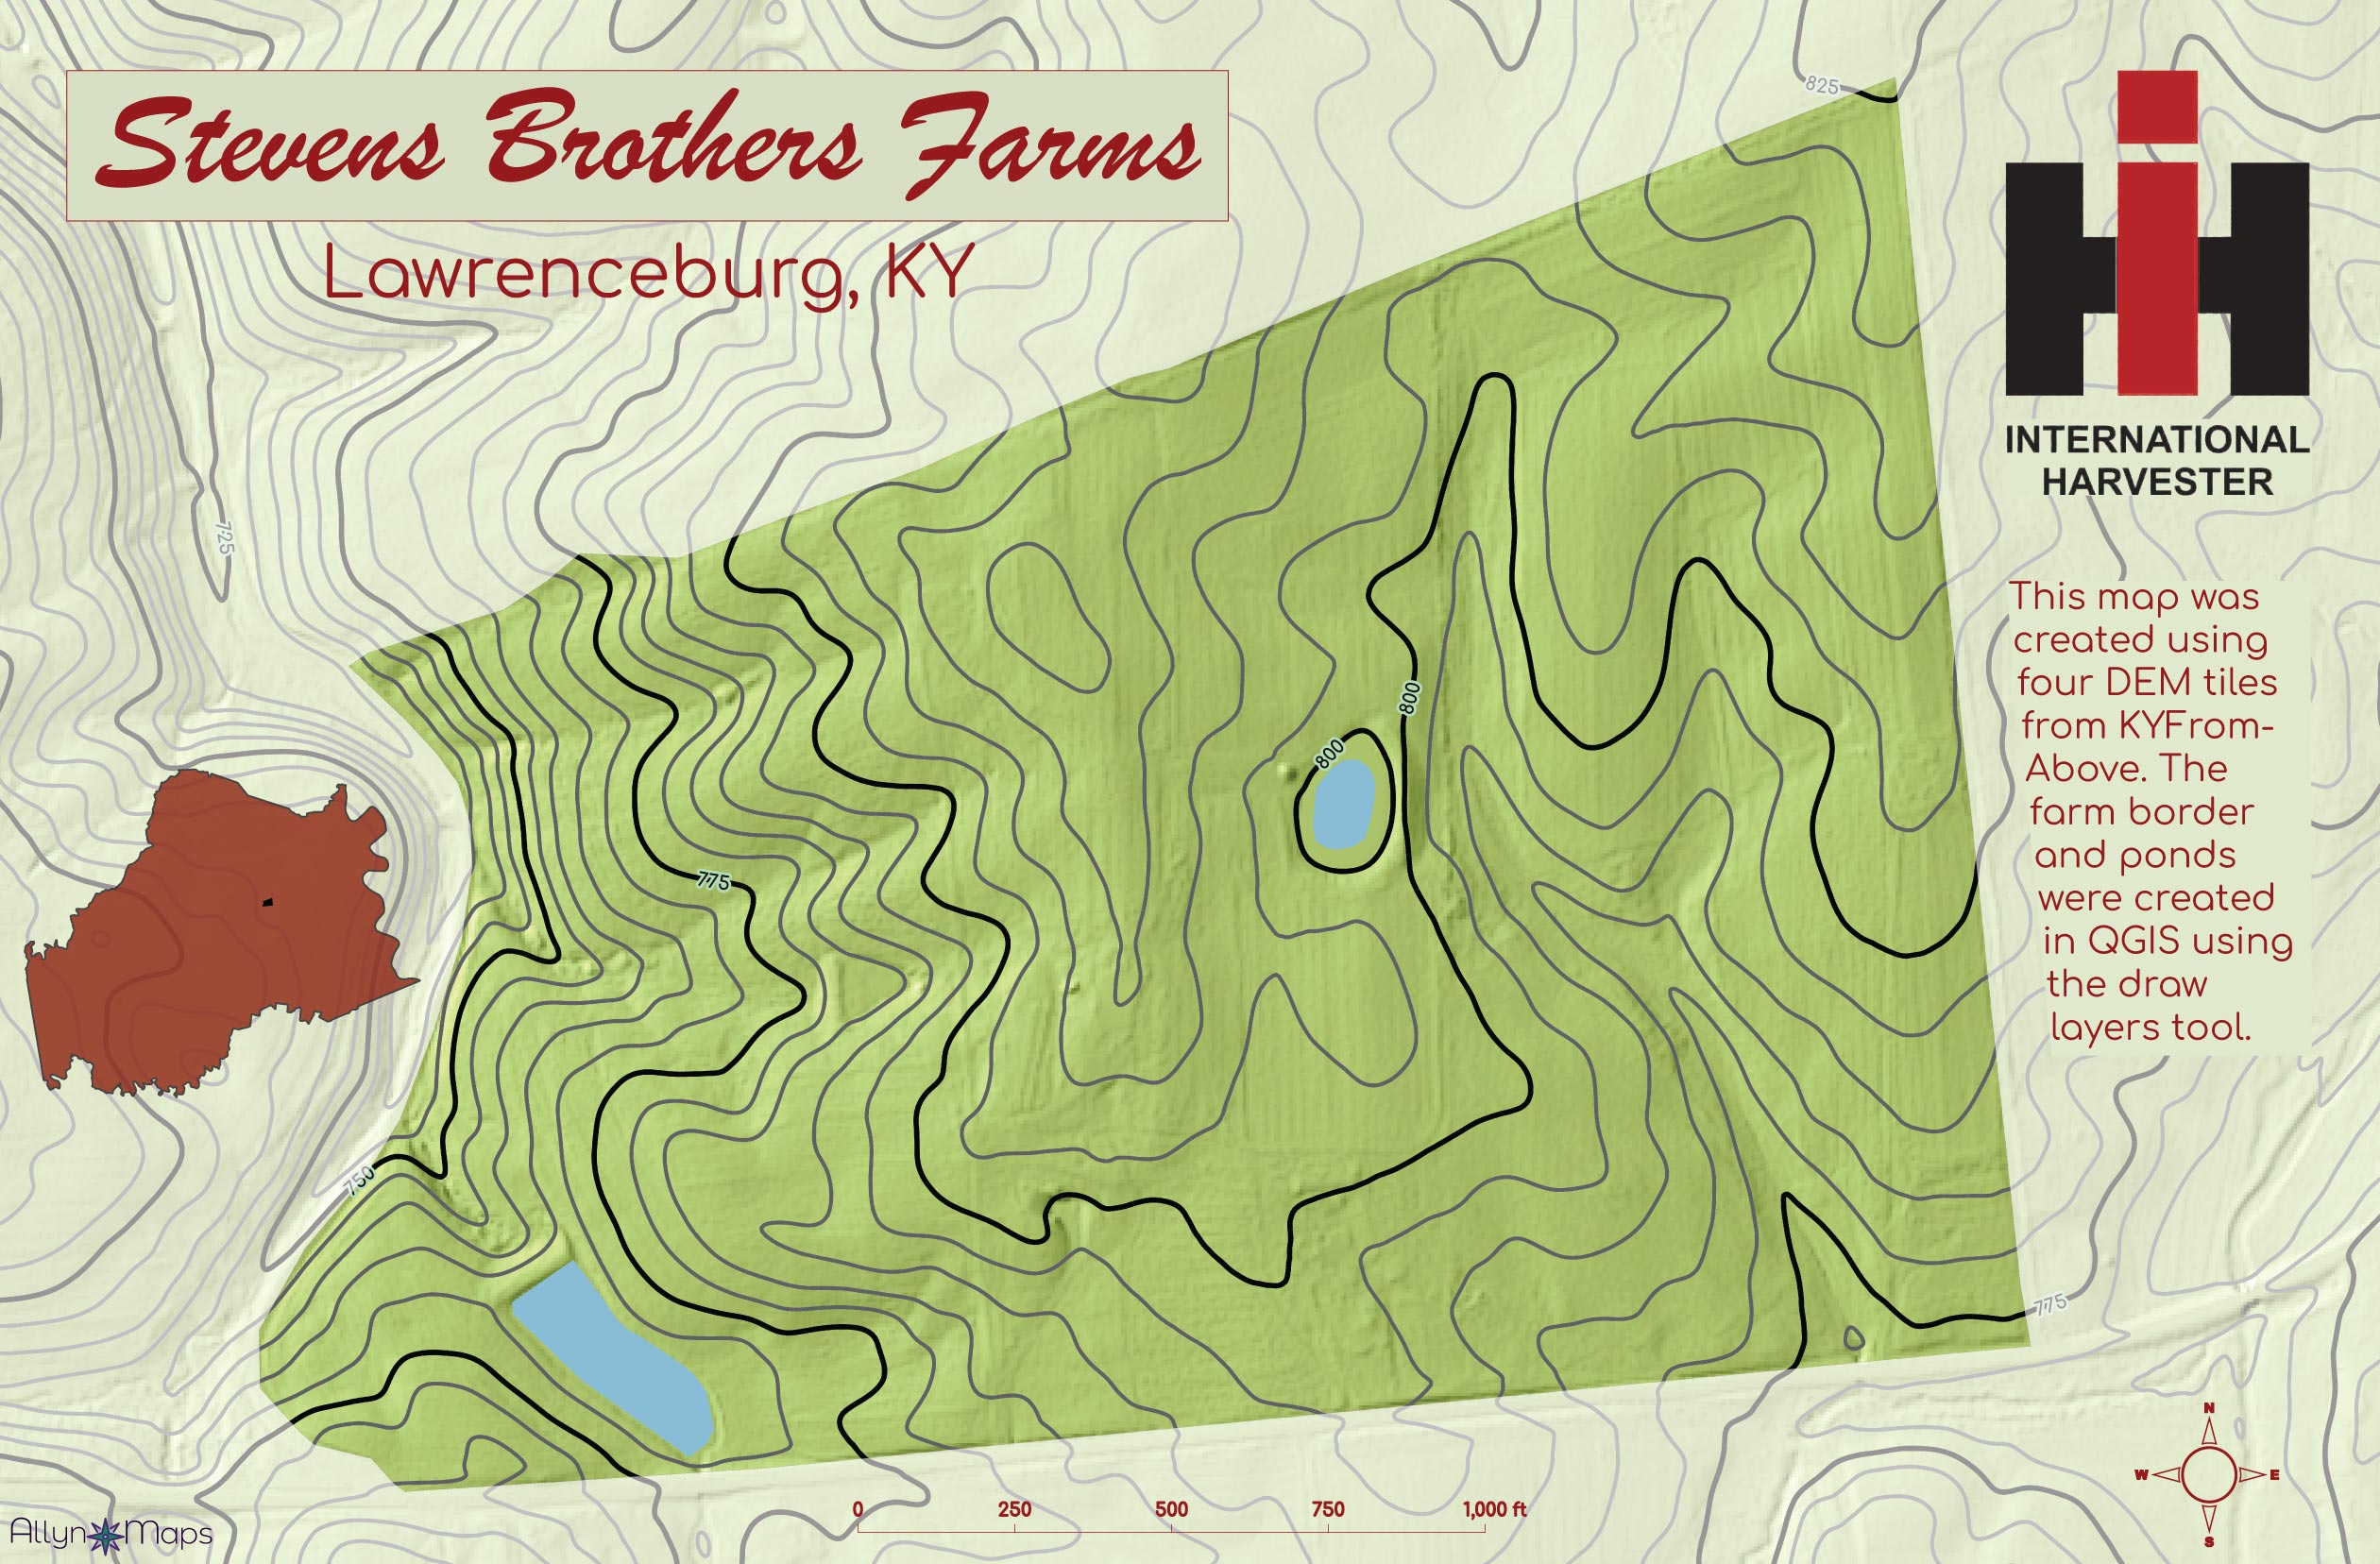 Stevens Brothers Farms
Lawrenceburg, KY
INTERNATIONAL
HARVESTER
This map was
created using
four DEM tiles
from KYFrom-
Above. The
farm border
and ponds
were created
in QGIS using
the draw
layers tool.
825
725
800
800
775
750
775
0 250 500 750 1,000 ft
N
W E
S
Allyn Maps